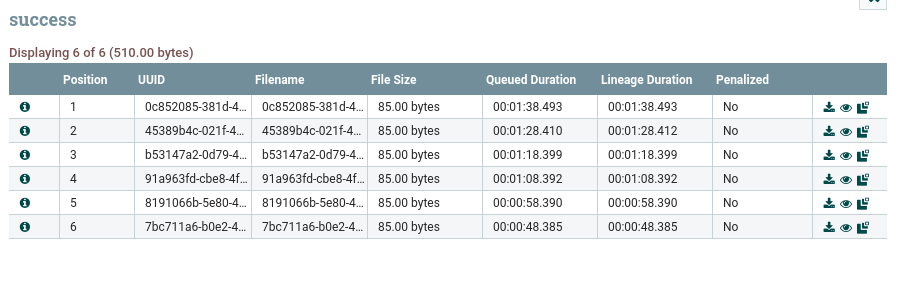 success
Displaying 6 of 6 (510.00 bytes)
Position UUID Filename File Size Queued Duration Lineage Duration Penalized
1 0c852085-381d-4... 0c852085-381d-4... 85.00 bytes 00:01:38.493 00:01:38.493 No
2 45389b4c-021f-4... 45389b4c-021f-4... 85.00 bytes 00:01:28.410 00:01:28.412 No
3 b53147a2-0d79-4... b53147a2-0d79-4... 85.00 bytes 00:01:18.399 00:01:18.399 No
4 91a963fd-cbe8-4f... 91a963fd-cbe8-4f... 85.00 bytes 00:01:08.392 00:01:08.392 No
5 8191066b-5e80-4... 8191066b-5e80-4... 85.00 bytes 00:00:58.390 00:00:58.390 No
6 7bc711a6-b0e2-4... 7bc711a6-b0e2-4... 85.00 bytes 00:00:48.385 00:00:48.385 No